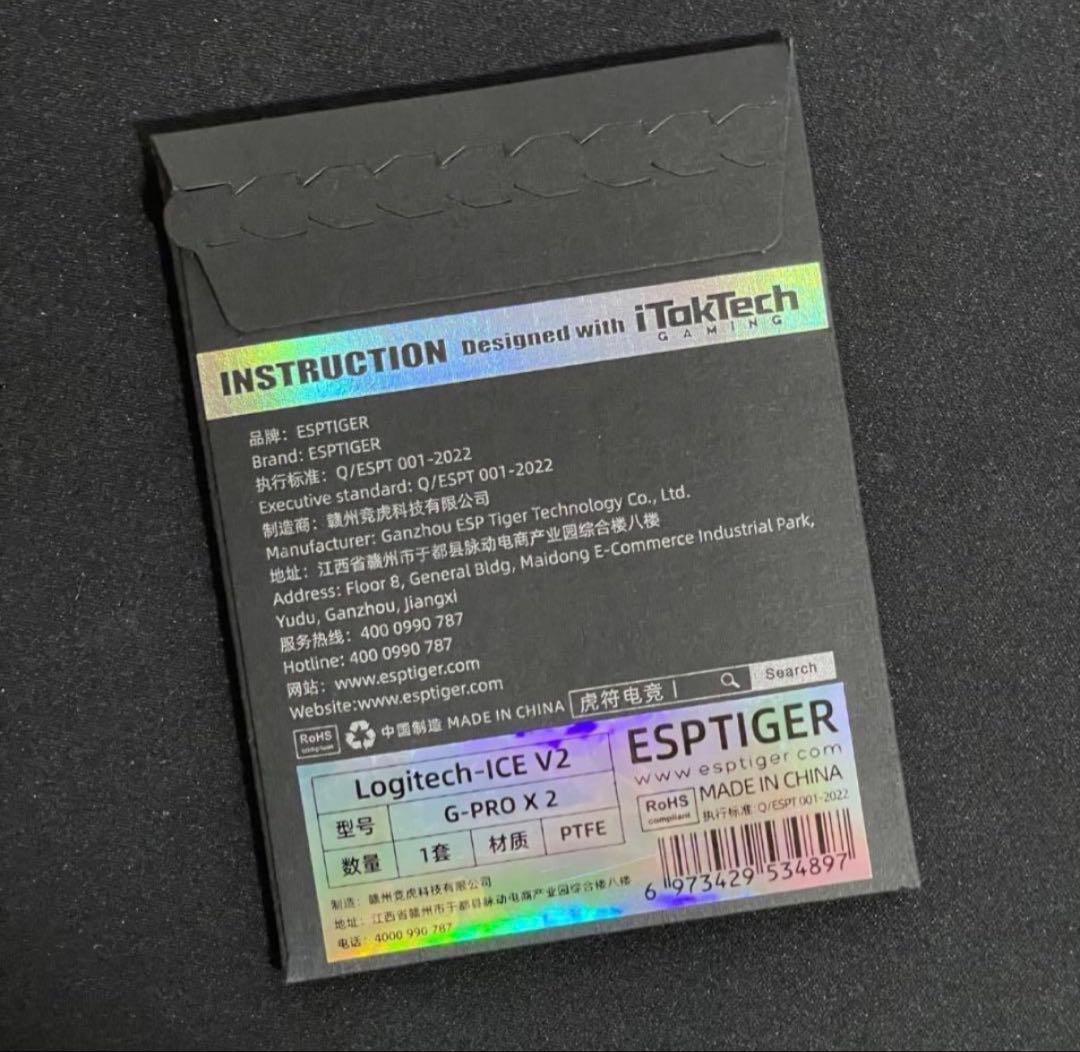 INSTRUCTION Designed with iTakTech
GAMING
品牌：ESPTIGER
Brand: ESPTIGER
执行标准：Q/ESPT 001-2022
Executive standard: Q/ESPT 001-2022
制造商：赣州竞虎科技有限公司
Manufacturer: Ganzhou ESP Tiger Technology Co., Ltd.
地址：江西省赣州市于都县脉动电商产业园综合楼八楼
Address: Floor 8, General Bldg, Maidong E-Commerce Industrial Park,
Yudu, Ganzhou, Jiangxi
服务热线：400 0990 787
Hotline: 400 0990 787
网站：www.esptiger.com
Website:www.esptiger.com
RoHS
compliant
中国制造 MADE IN CHINA
虎符电竞
Search
Logitech-ICE V2
型号 G-PRO X 2
数量 1套 材质 PTFE
制造：赣州竞虎科技有限公司
地址：江西省赣州市于都县脉动电商产业园综合楼八楼
电话：4000 990 787
ESPTIGER
www.esptiger.com
RoHS
compliant
MADE IN CHINA
执行标准：Q/ESPT 001-2022
6 973429 534897